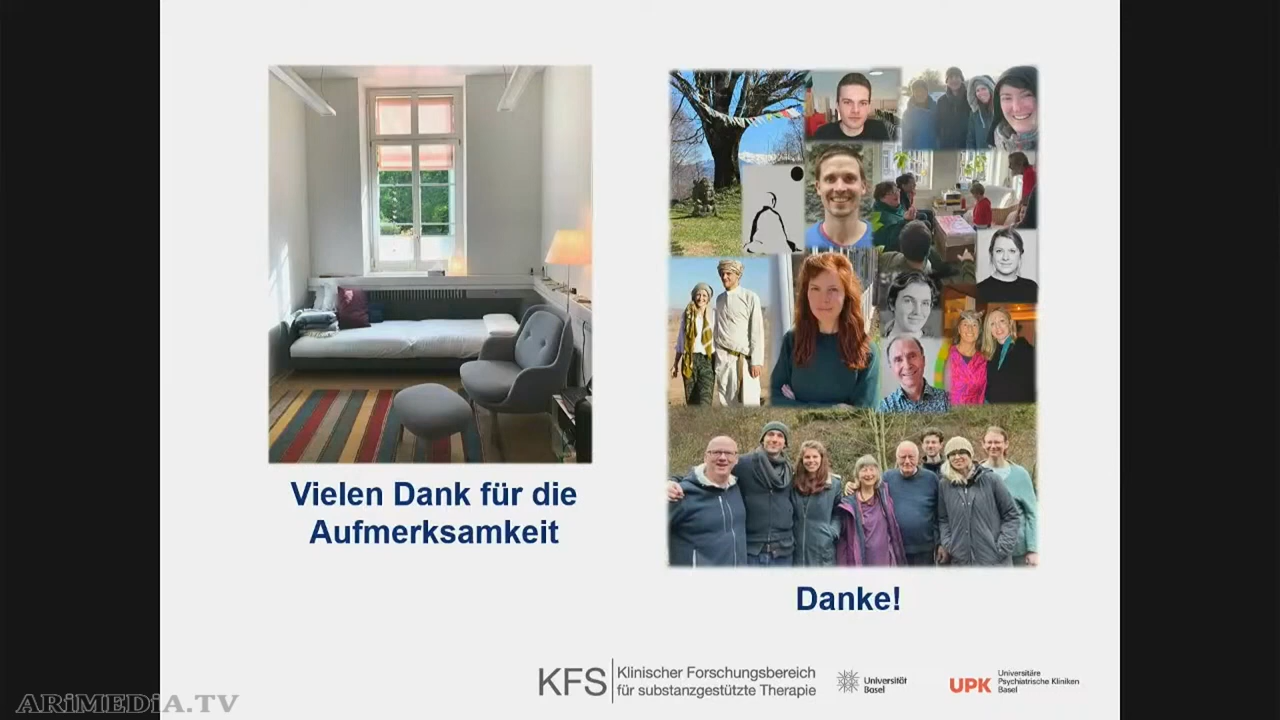 Vielen Dank für die
Aufmerksamkeit
Danke!
KFS
Klinischer Forschungsbereich
für substanzgestützte Therapie
Universität
Basel
UPK
Universitäre
Psychiatrische Kliniken
Basel
ARiMEDiA.TV